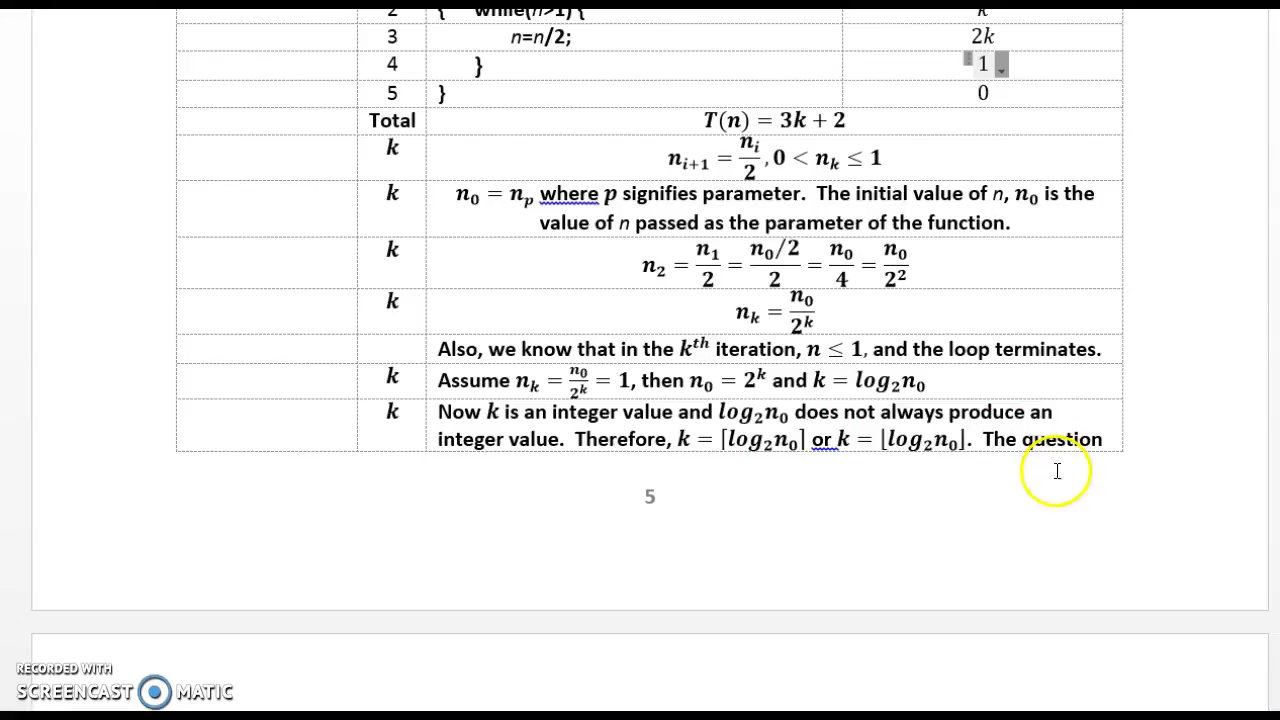 2 { while(n>1) { k
3 n=n/2; 2k
4 } 1
5 } 0
Total T(n) = 3k + 2
k n_{i+1} = n_i/2, 0 < n_k ≤ 1
k n_0 = n_p where p signifies parameter. The initial value of n, n_0 is the
value of n passed as the parameter of the function.
k n_2 = n_1/2 = (n_0/2)/2 = n_0/4 = n_0/2^2
k n_k = n_0/2^k
Also, we know that in the k^{th} iteration, n ≤ 1, and the loop terminates.
k Assume n_k = n_0/2^k = 1, then n_0 = 2^k and k = log_2 n_0
k Now k is an integer value and log_2 n_0 does not always produce an
integer value. Therefore, k = ⌈log_2 n_0⌉ or k = ⌊log_2 n_0⌋. The question
5
RECORDED WITH
SCREENCAST MATIC